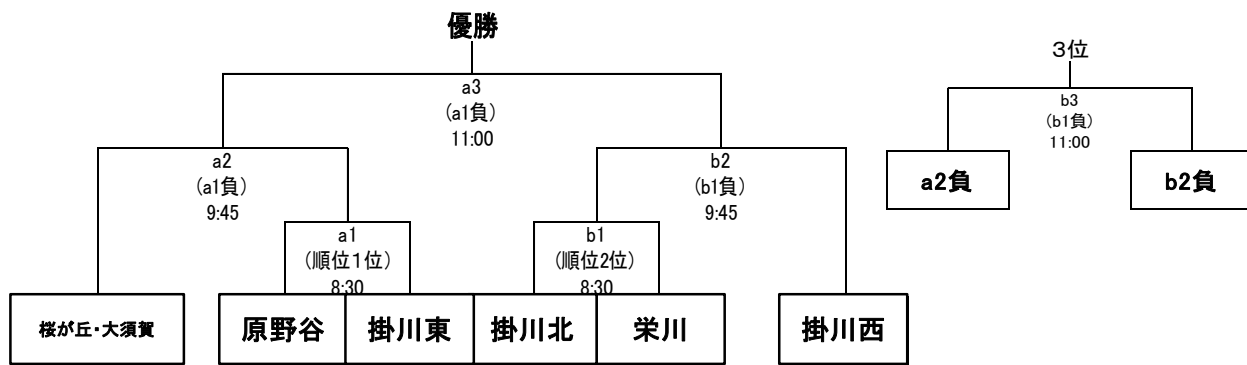 優勝
3位
a3
(a1負)
11:00
b3
(b1負)
11:00
a2
(a1負)
9:45
b2
(b1負)
9:45
a2負
b2負
a1
(順位1位)
8:30
b1
(順位2位)
8:30
桜が丘・大須賀
原野谷
掛川東
掛川北
栄川
掛川西